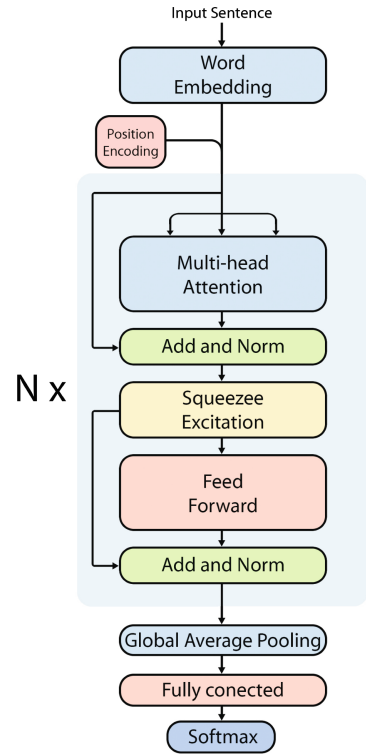 Input Sentence
Word
Embedding
Position
Encoding
Multi-head
Attention
Add and Norm
N x
Squeezee
Excitation
Feed
Forward
Add and Norm
Global Average Pooling
Fully conected
Softmax